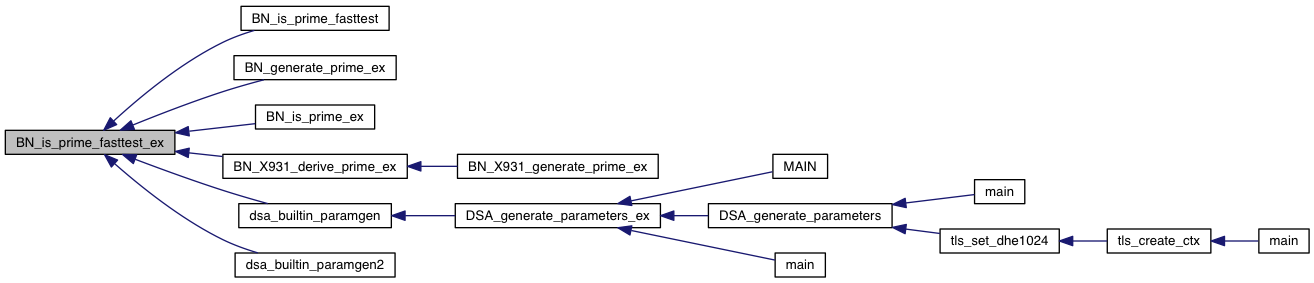 BN_is_prime_fasttest
BN_generate_prime_ex
BN_is_prime_ex
BN_is_prime_fasttest_ex
BN_X931_derive_prime_ex
BN_X931_generate_prime_ex
MAIN
main
dsa_builtin_paramgen
DSA_generate_parameters_ex
DSA_generate_parameters
tls_set_dhe1024
tls_create_ctx
main
dsa_builtin_paramgen2
main